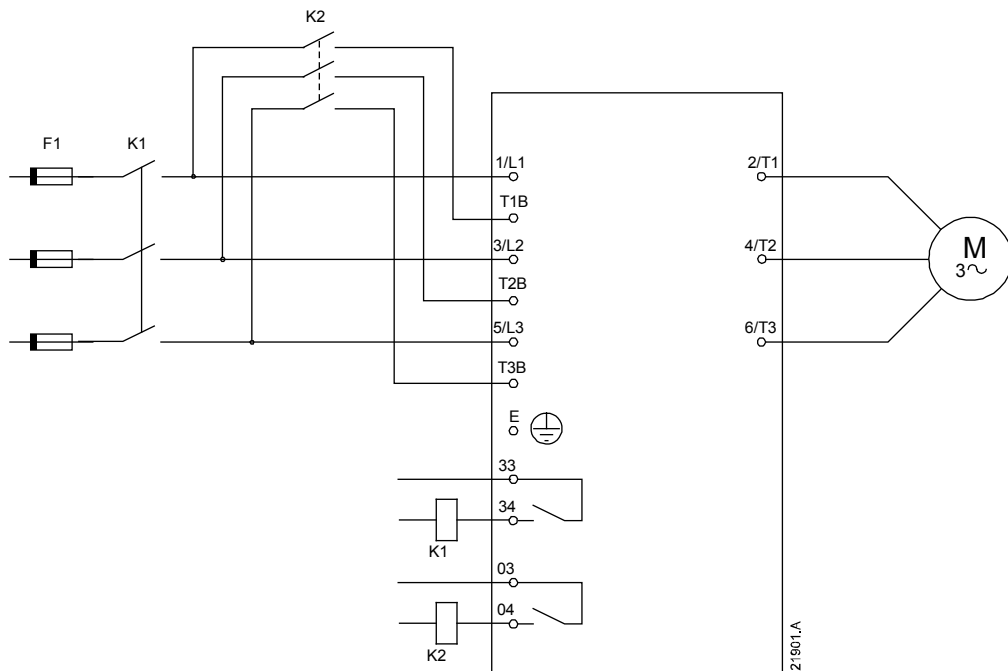 K2
F1
K1
1/L1
2/T1
T1B
3/L2
4/T2
M
3~
T2B
5/L3
6/T3
T3B
E
33
34
K1
03
04
K2
21901.A